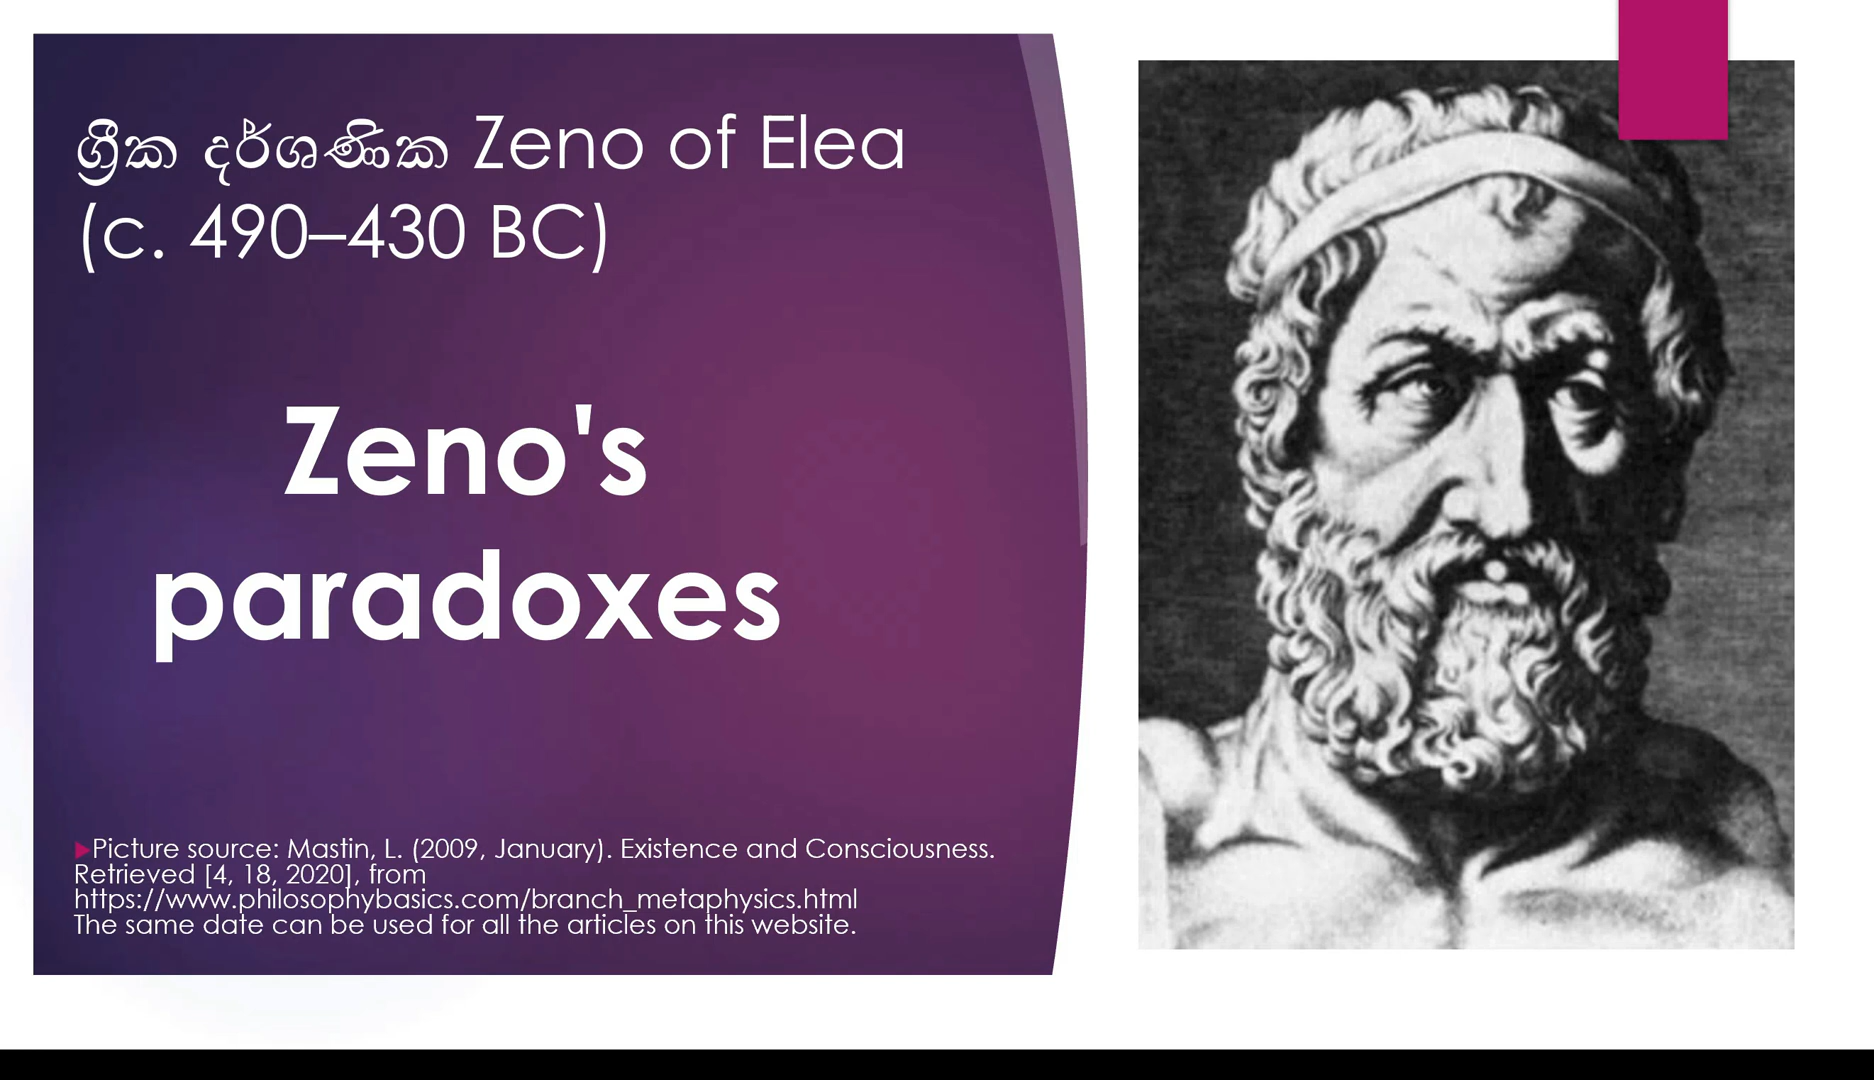 ග්‍රීක දර්ශණික Zeno of Elea
(c. 490–430 BC)
Zeno's
paradoxes
Picture source: Mastin, L. (2009, January). Existence and Consciousness.
Retrieved [4, 18, 2020], from
https://www.philosophybasics.com/branch_metaphysics.html
The same date can be used for all the articles on this website.